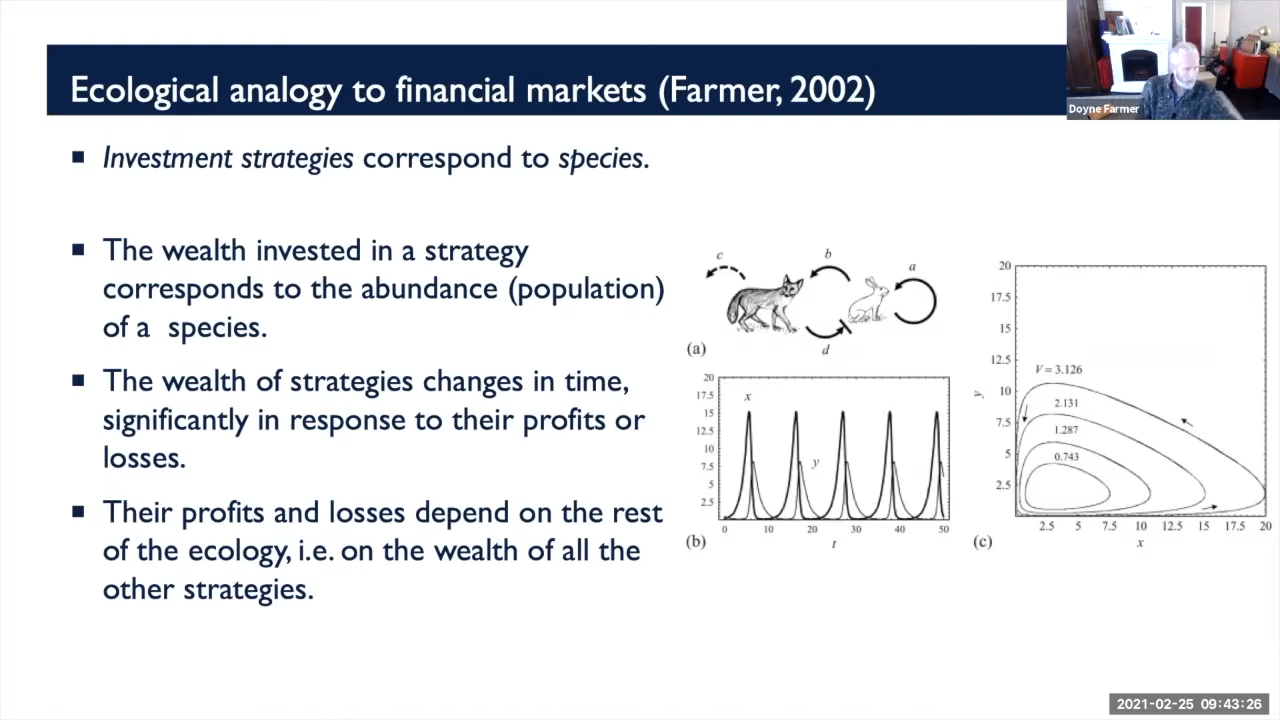 Ecological analogy to financial markets (Farmer, 2002)
Doyne Farmer
Investment strategies correspond to species.
The wealth invested in a strategy
corresponds to the abundance (population)
of a species.
The wealth of strategies changes in time,
significantly in response to their profits or
losses.
Their profits and losses depend on the rest
of the ecology, i.e. on the wealth of all the
other strategies.
c
b
a
d
(a)
20
17.5
15
12.5
10
7.5
5
2.5
x
y
0 10 20 30 40 50
t
(b)
20
17.5
15
12.5
10
7.5
5
2.5
y
V = 3.126
2.131
1.287
0.743
2.5 5 7.5 10 12.5 15 17.5 20
x
(c)
2021-02-25 09:43:26